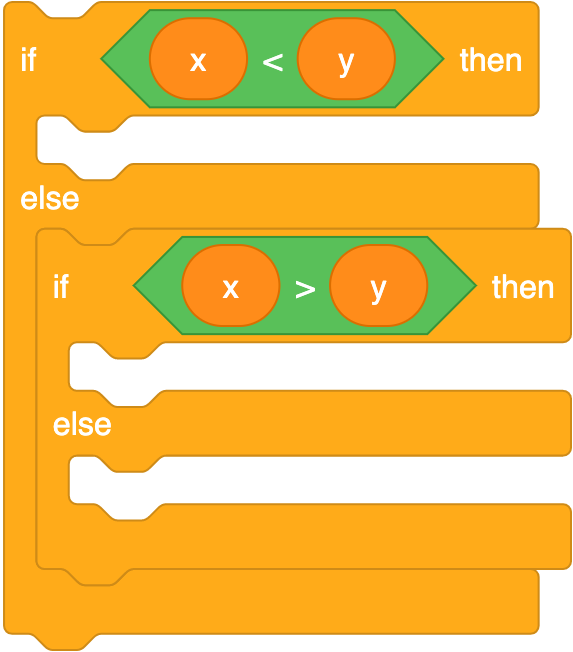 if x < y then
else
if x > y then
else